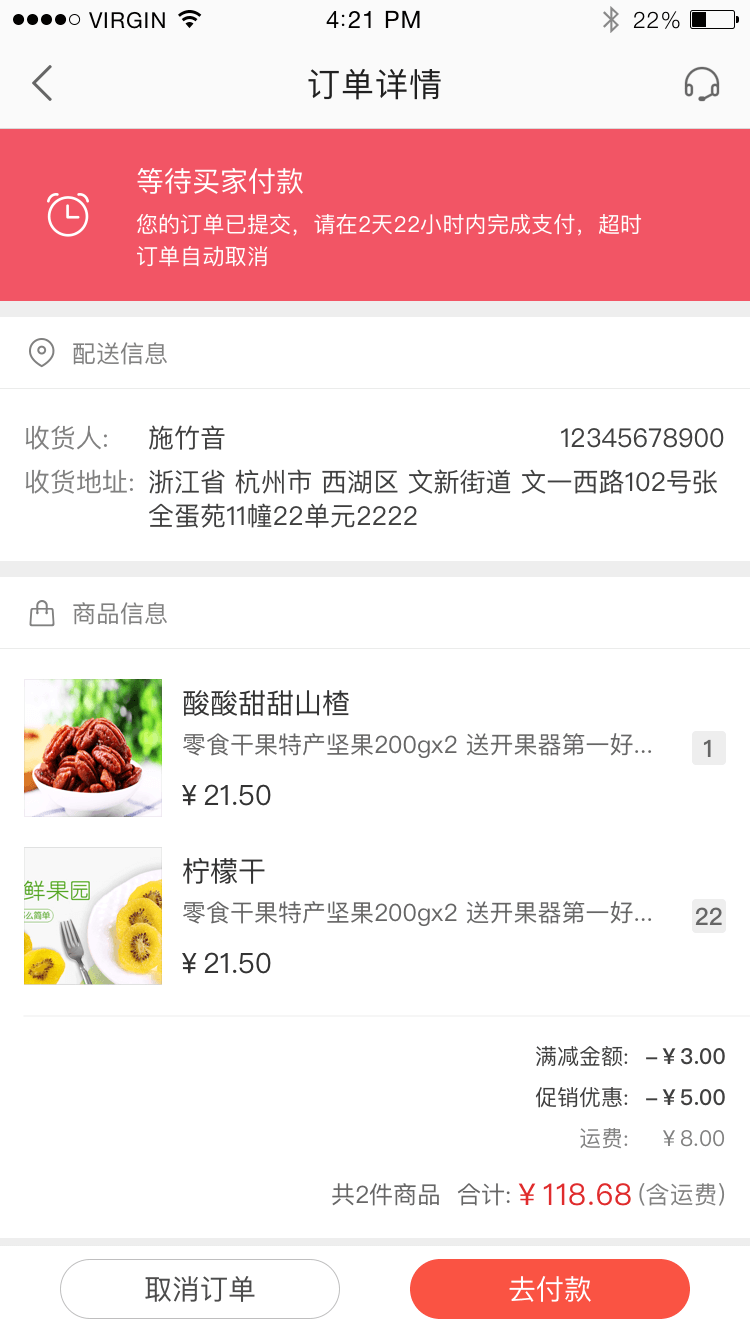 VIRGIN 4:21 PM 22%
订单详情
等待买家付款
您的订单已提交，请在2天22小时内完成支付，超时
订单自动取消
配送信息
收货人: 施竹音 12345678900
收货地址: 浙江省 杭州市 西湖区 文新街道 文一西路102号张
全蛋苑11幢22单元2222
商品信息
酸酸甜甜山楂
零食干果特产坚果200gx2 送开果器第一好... 1
¥ 21.50
鲜果园
么简单
柠檬干
零食干果特产坚果200gx2 送开果器第一好... 22
¥ 21.50
满减金额: –¥3.00
促销优惠: –¥5.00
运费: ¥8.00
共2件商品 合计: ¥118.68 (含运费)
取消订单 去付款